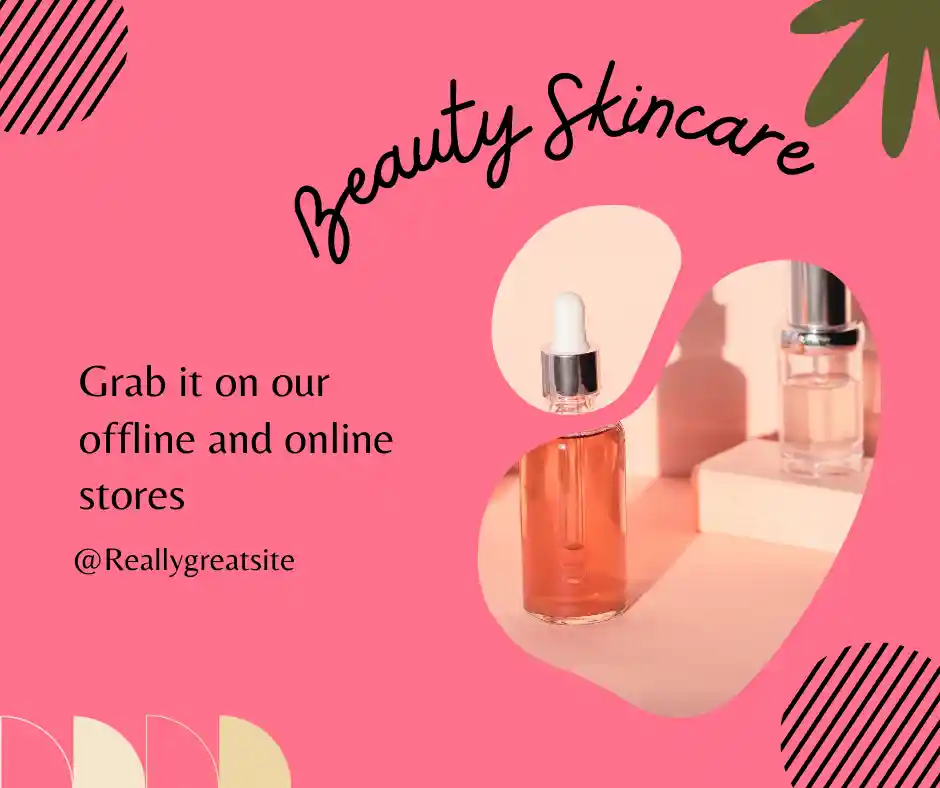 Beauty Skincare
Grab it on our
offline and online
stores
@Reallygreatsite